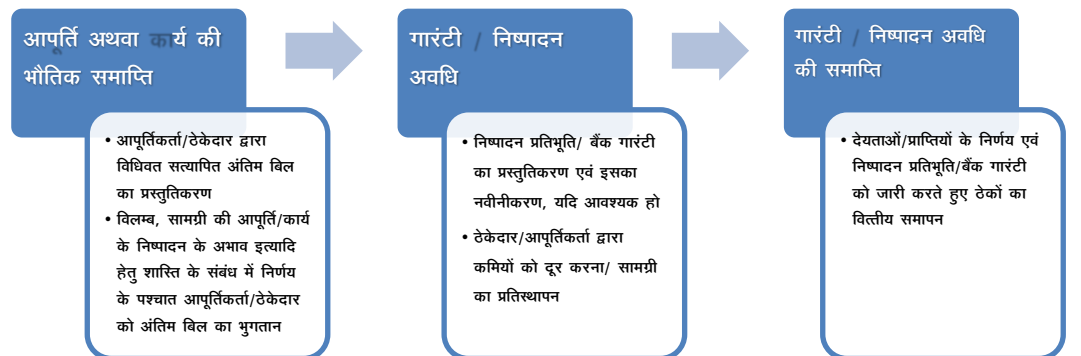 आपूर्ति अथवा कार्य की
भौतिक समाप्ति
• आपूर्तिकर्ता/ठेकेदार द्वारा
विधिवत सत्यापित अंतिम बिल
का प्रस्तुतिकरण
• विलम्ब, सामग्री की आपूर्ति/कार्य
के निष्पादन के अभाव इत्यादि
हेतु शास्ति के संबंध में निर्णय
के पश्चात आपूर्तिकर्ता/ठेकेदार
को अंतिम बिल का भुगतान
गारंटी / निष्पादन
अवधि
• निष्पादन प्रतिभूति/ बैंक गारंटी
का प्रस्तुतिकरण एवं इसका
नवीनीकरण, यदि आवश्यक हो
• ठेकेदार/आपूर्तिकर्ता द्वारा
कमियों को दूर करना/ सामग्री
का प्रतिस्थापन
गारंटी / निष्पादन अवधि
की समाप्ति
• देयताओं/प्राप्तियों के निर्णय एवं
निष्पादन प्रतिभूति/बैंक गारंटी
को जारी करते हुए ठेकों का
वित्तीय समापन